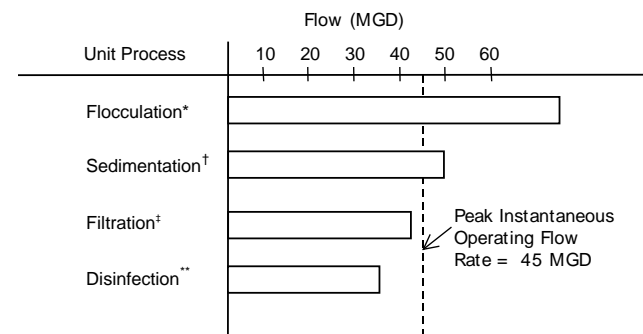 Flow (MGD)
Unit Process 10 20 30 40 50 60
Flocculation*
Sedimentation†
Filtration‡
Peak Instantaneous
Operating Flow
Rate = 45 MGD
Disinfection**